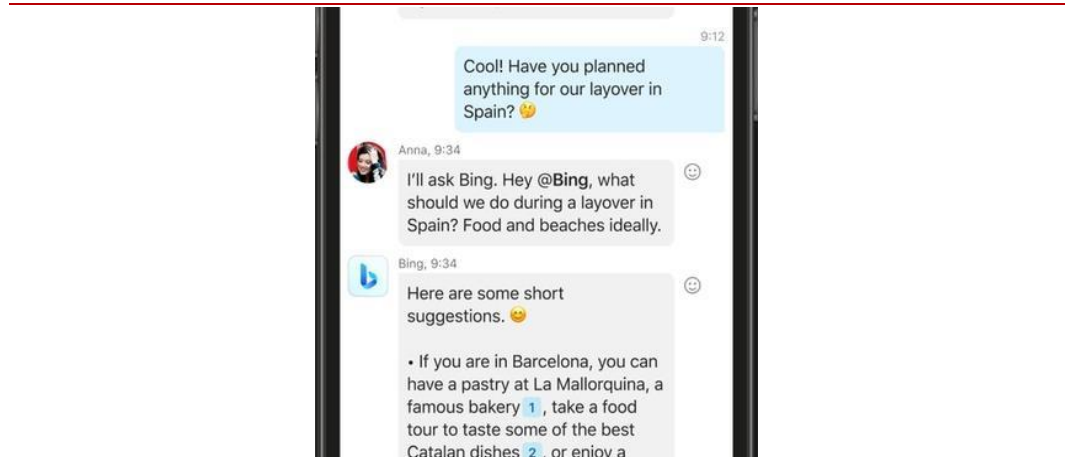 9:12
Cool! Have you planned
anything for our layover in
Spain? 🤔
Anna, 9:34
I'll ask Bing. Hey @Bing, what
should we do during a layover in
Spain? Food and beaches ideally.
Bing, 9:34
Here are some short
suggestions. 😊
• If you are in Barcelona, you can
have a pastry at La Mallorquina, a
famous bakery 1 , take a food
tour to taste some of the best
Catalan dishes 2 , or enjoy a